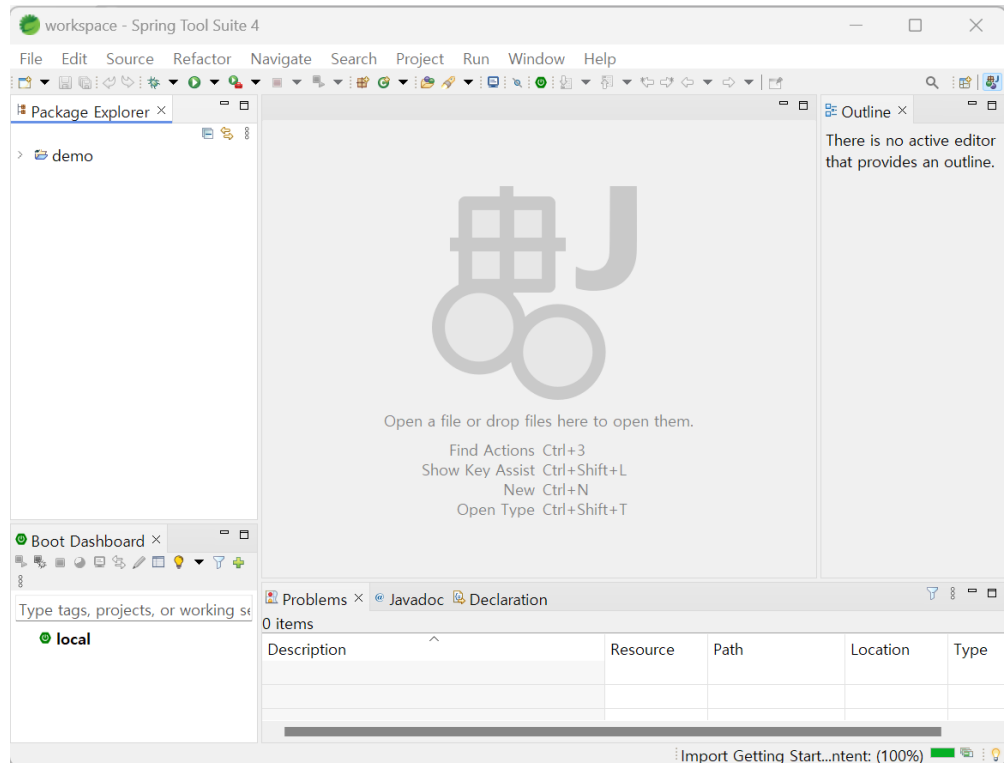 workspace - Spring Tool Suite 4
File Edit Source Refactor Navigate Search Project Run Window Help
Package Explorer
demo
Outline
There is no active editor
that provides an outline.
Open a file or drop files here to open them.
Find Actions Ctrl+3
Show Key Assist Ctrl+Shift+L
New Ctrl+N
Open Type Ctrl+Shift+T
Boot Dashboard
Type tags, projects, or working se
local
Problems @ Javadoc Declaration
0 items
Description Resource Path Location Type
Import Getting Start...ntent: (100%)